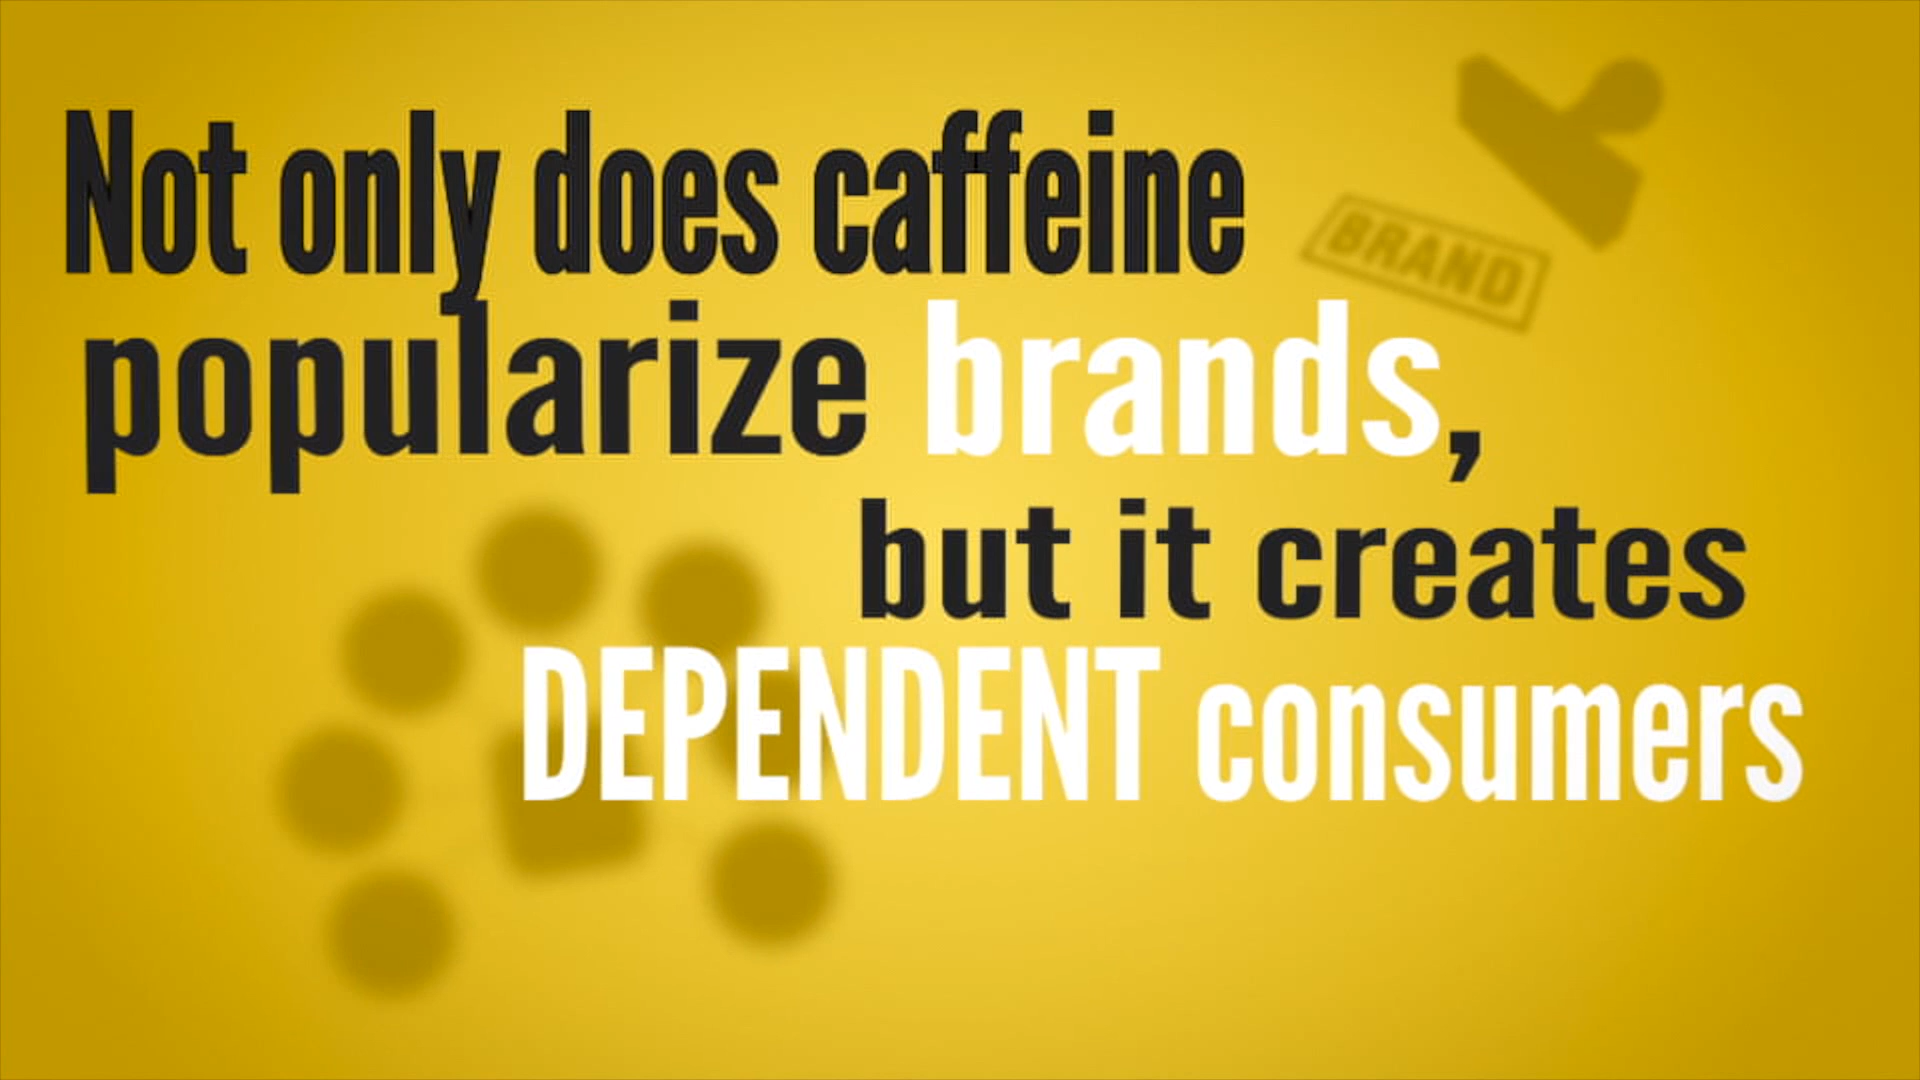 Not only does caffeine
BRAND
popularize brands,
but it creates
DEPENDENT consumers